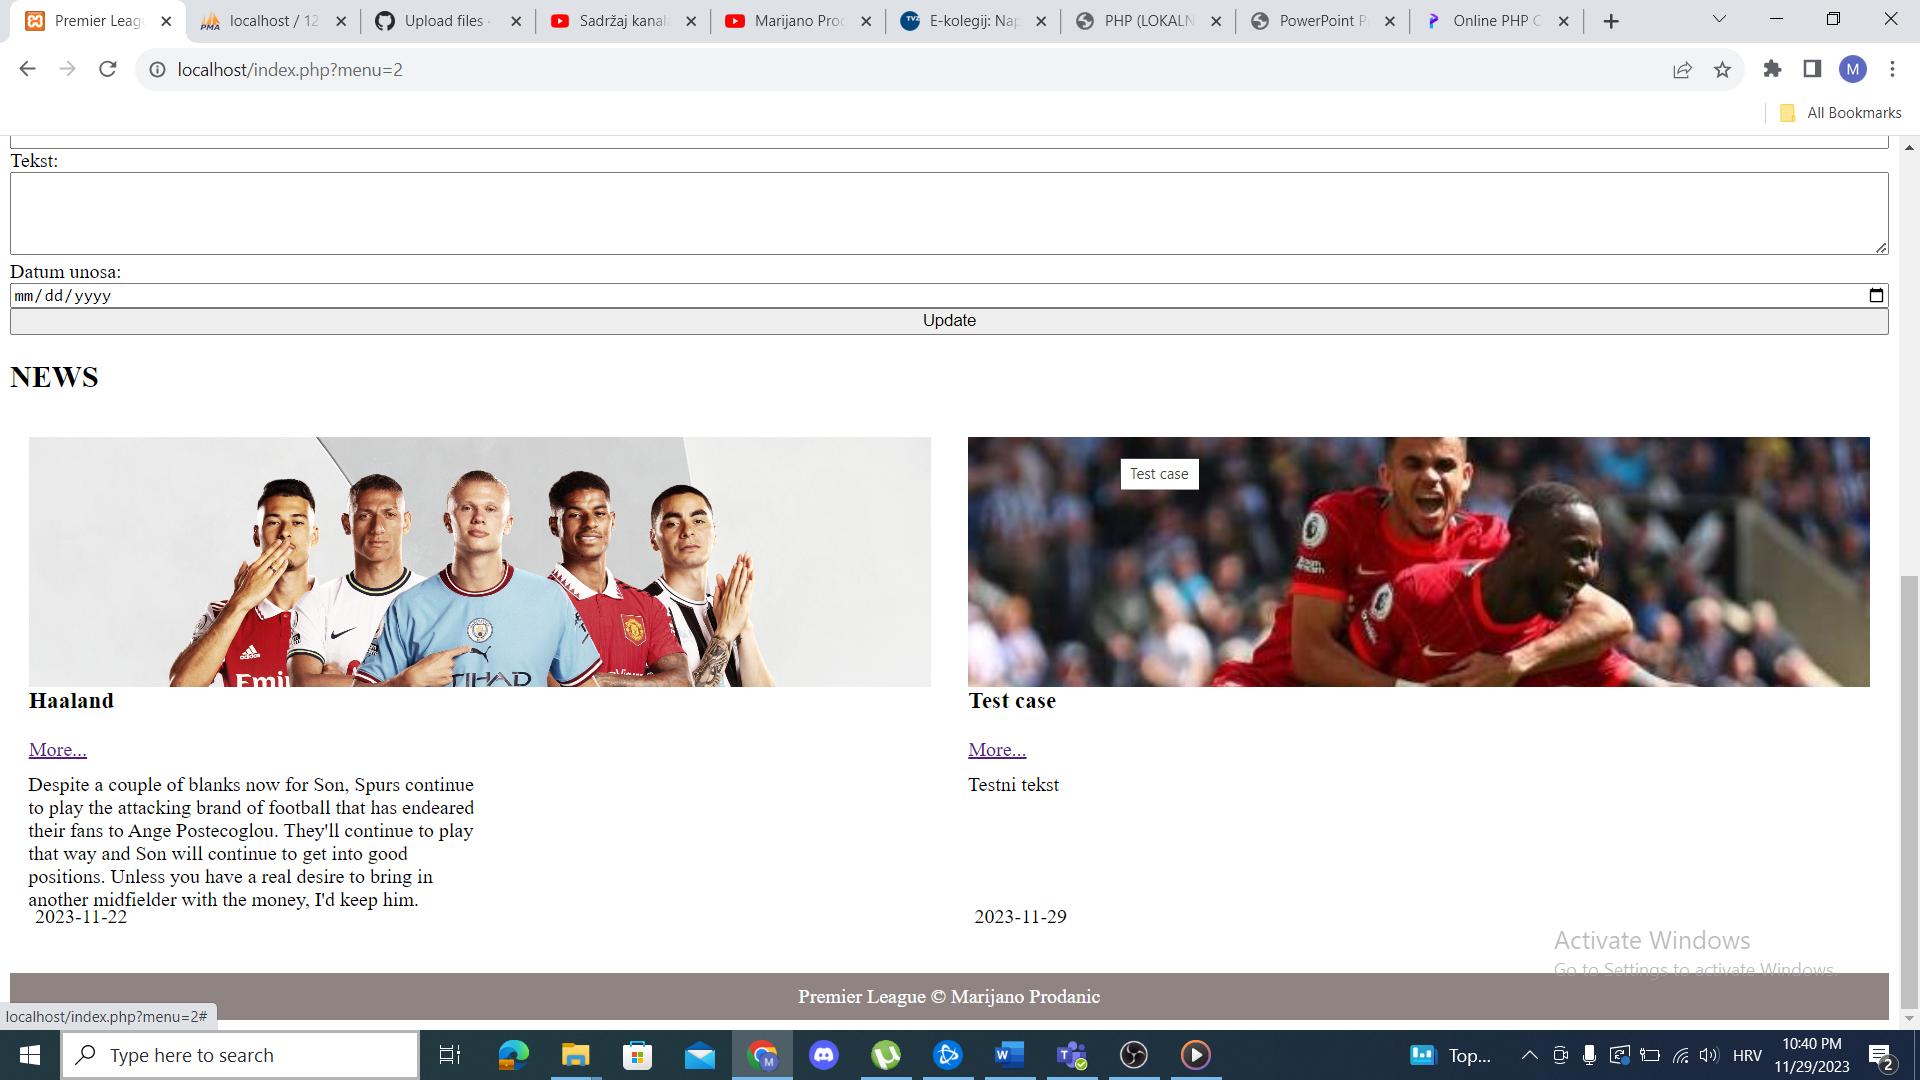 Premier Leag
localhost / 12
Upload files ·
Sadržaj kanala
Marijano Prod
E-kolegij: Nap
PHP (LOKALN
PowerPoint P
Online PHP C
localhost/index.php?menu=2
M
All Bookmarks
Tekst:
Datum unosa:
mm/dd/yyyy
Update
NEWS
Test case
Haaland
Test case
More...
More...
Despite a couple of blanks now for Son, Spurs continue
to play the attacking brand of football that has endeared
their fans to Ange Postecoglou. They'll continue to play
that way and Son will continue to get into good
positions. Unless you have a real desire to bring in
another midfielder with the money, I'd keep him.
Testni tekst
2023-11-22
2023-11-29
Activate Windows
Go to Settings to activate Windows.
Premier League © Marijano Prodanic
localhost/index.php?menu=2#
Type here to search
Top...
HRV
10:40 PM
11/29/2023
2